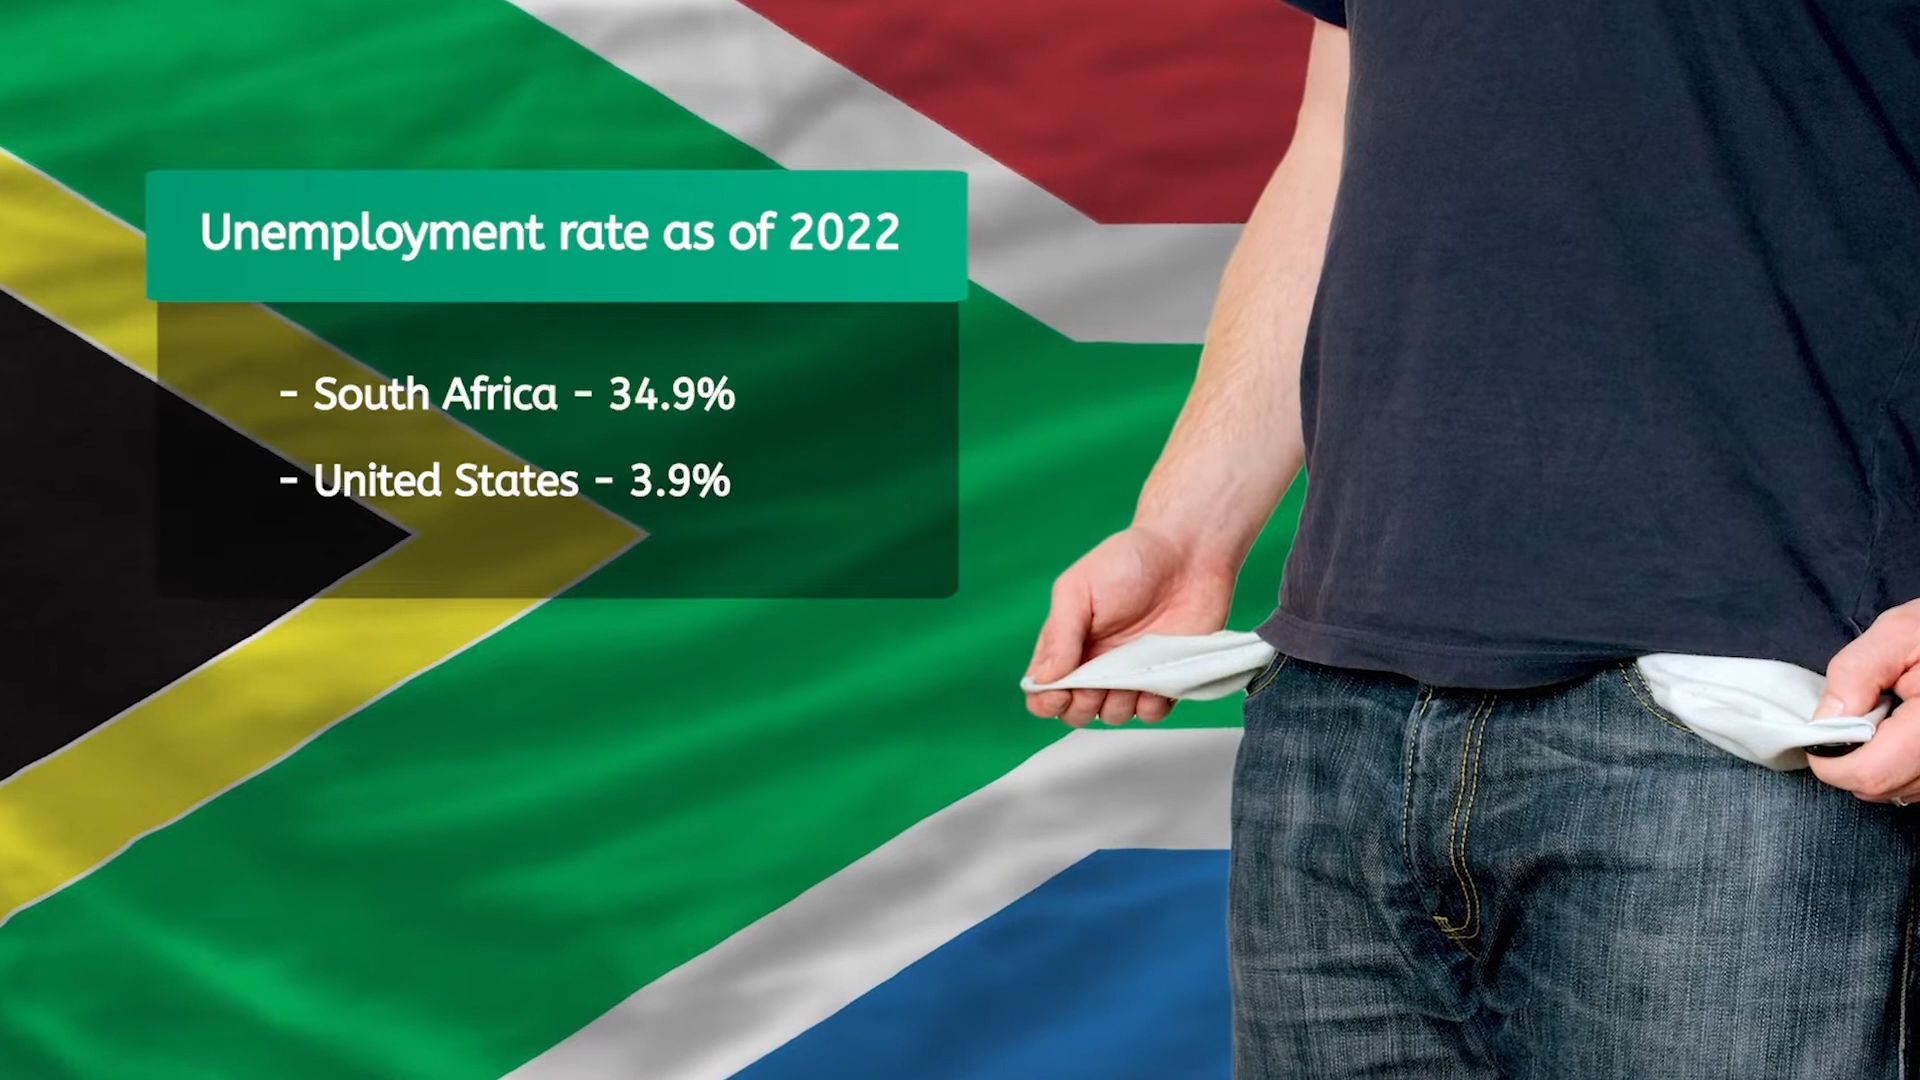 Unemployment rate as of 2022
- South Africa - 34.9%
- United States - 3.9%